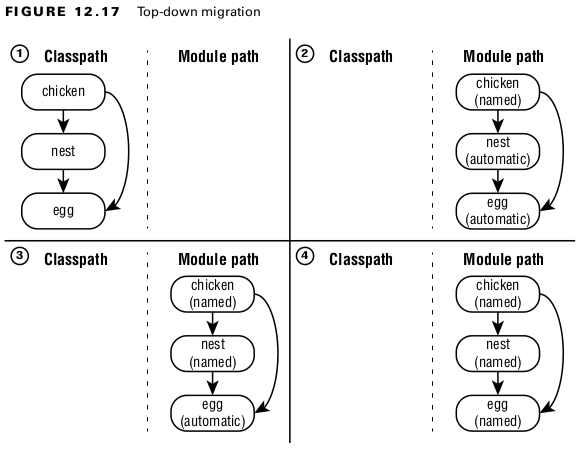 FIGURE 12.17 Top-down migration
1 Classpath Module path
chicken
nest
egg
2 Classpath Module path
chicken
(named)
nest
(automatic)
egg
(automatic)
3 Classpath Module path
chicken
(named)
nest
(named)
egg
(automatic)
4 Classpath Module path
chicken
(named)
nest
(named)
egg
(named)